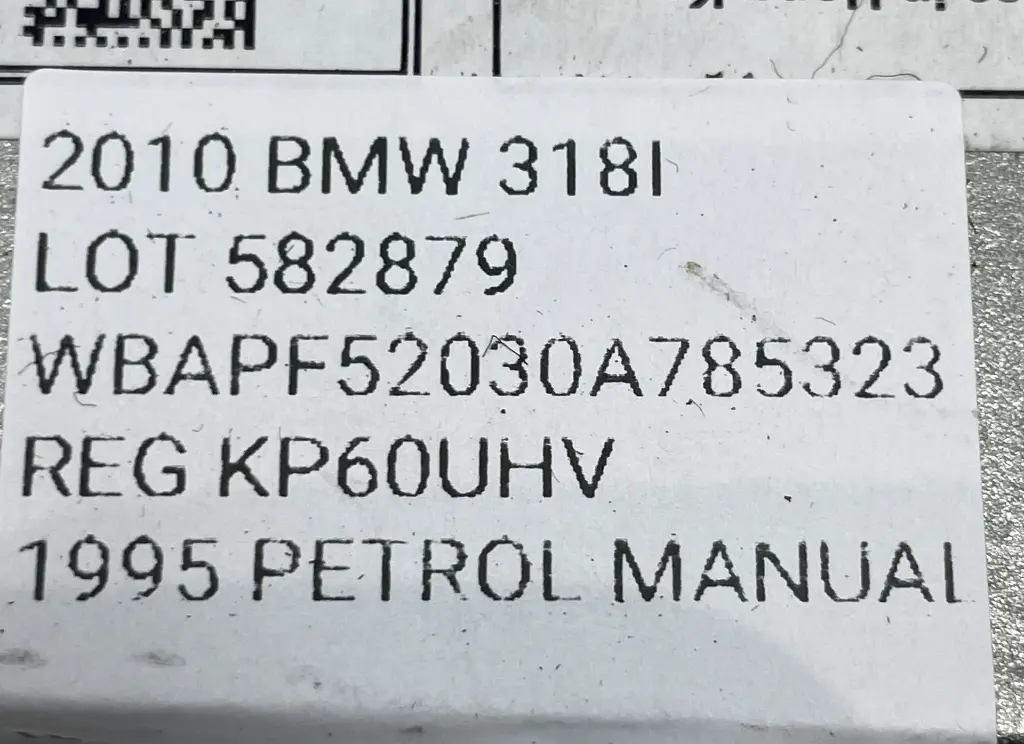 2010 BMW 318I
LOT 582879
WBAPF52030A785323
REG KP60UHV
1995 PETROL MANUAL